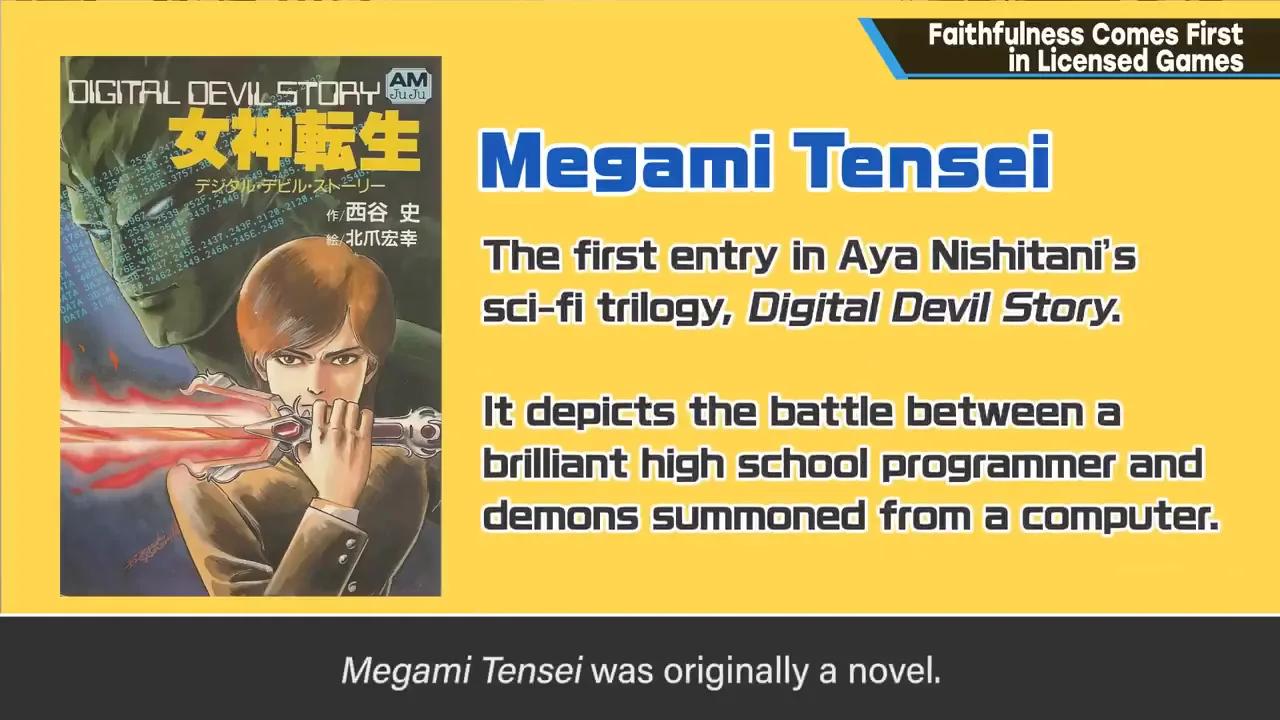 Faithfulness Comes First
in Licensed Games
DIGITAL DEVIL STORY
AM
JuJu
女神転生
デジタル・デビル・ストーリー
作/西谷 史
絵/北爪宏幸
Megami Tensei
The first entry in Aya Nishitani's
sci-fi trilogy, Digital Devil Story.
It depicts the battle between a
brilliant high school programmer and
demons summoned from a computer.
Megami Tensei was originally a novel.